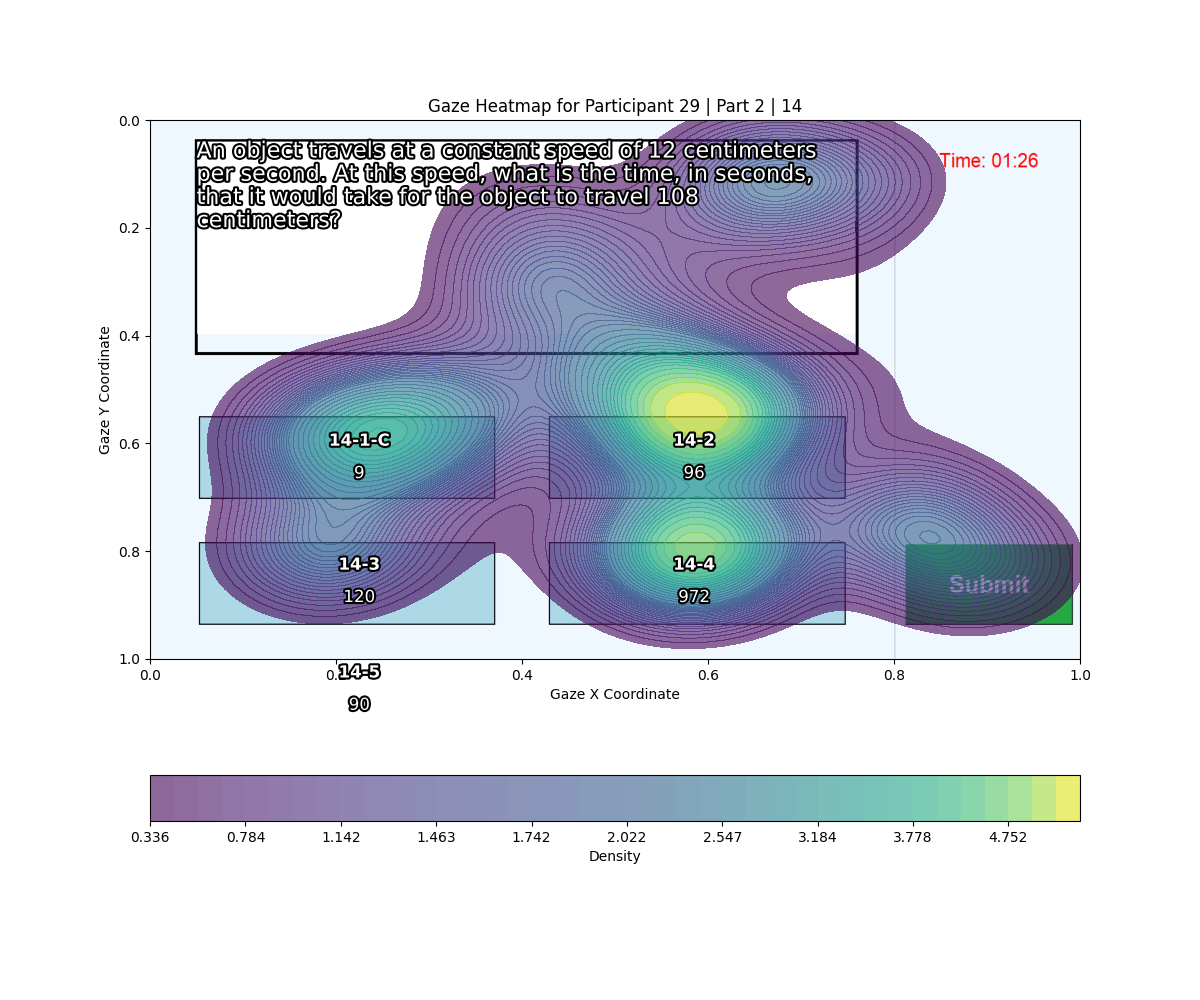 Gaze Heatmap for Participant 29 | Part 2 | 14
An object travels at a constant speed of 12 centimeters
per second. At this speed, what is the time, in seconds,
that it would take for the object to travel 108
centimeters?
Time: 01:26
0.0
0.2
0.4
0.6
0.8
1.0
Gaze Y Coordinate
14-1-C
9
14-2
96
14-3
120
14-4
972
Submit
14-5
90
0.0
0.4
0.6
0.8
1.0
Gaze X Coordinate
0.336
0.784
1.142
1.463
1.742
2.022
2.547
3.184
3.778
4.752
Density